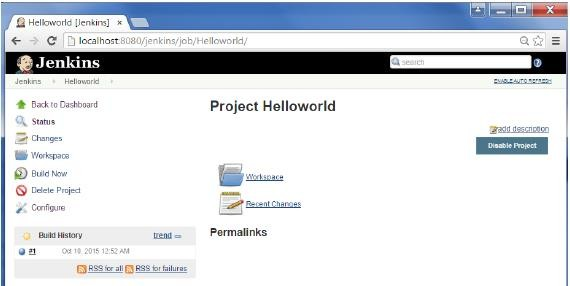 Helloworld [Jenkins]
localhost:8080/jenkins/job/Helloworld/
Jenkins
search
Jenkins
Helloworld
ENABLE AUTO REFRESH
Back to Dashboard
Status
Changes
Workspace
Build Now
Delete Project
Configure
Build History
trend
#1
Oct 10, 2015 12:52 AM
RSS for all RSS for failures
Project Helloworld
add description
Disable Project
Workspace
Recent Changes
Permalinks